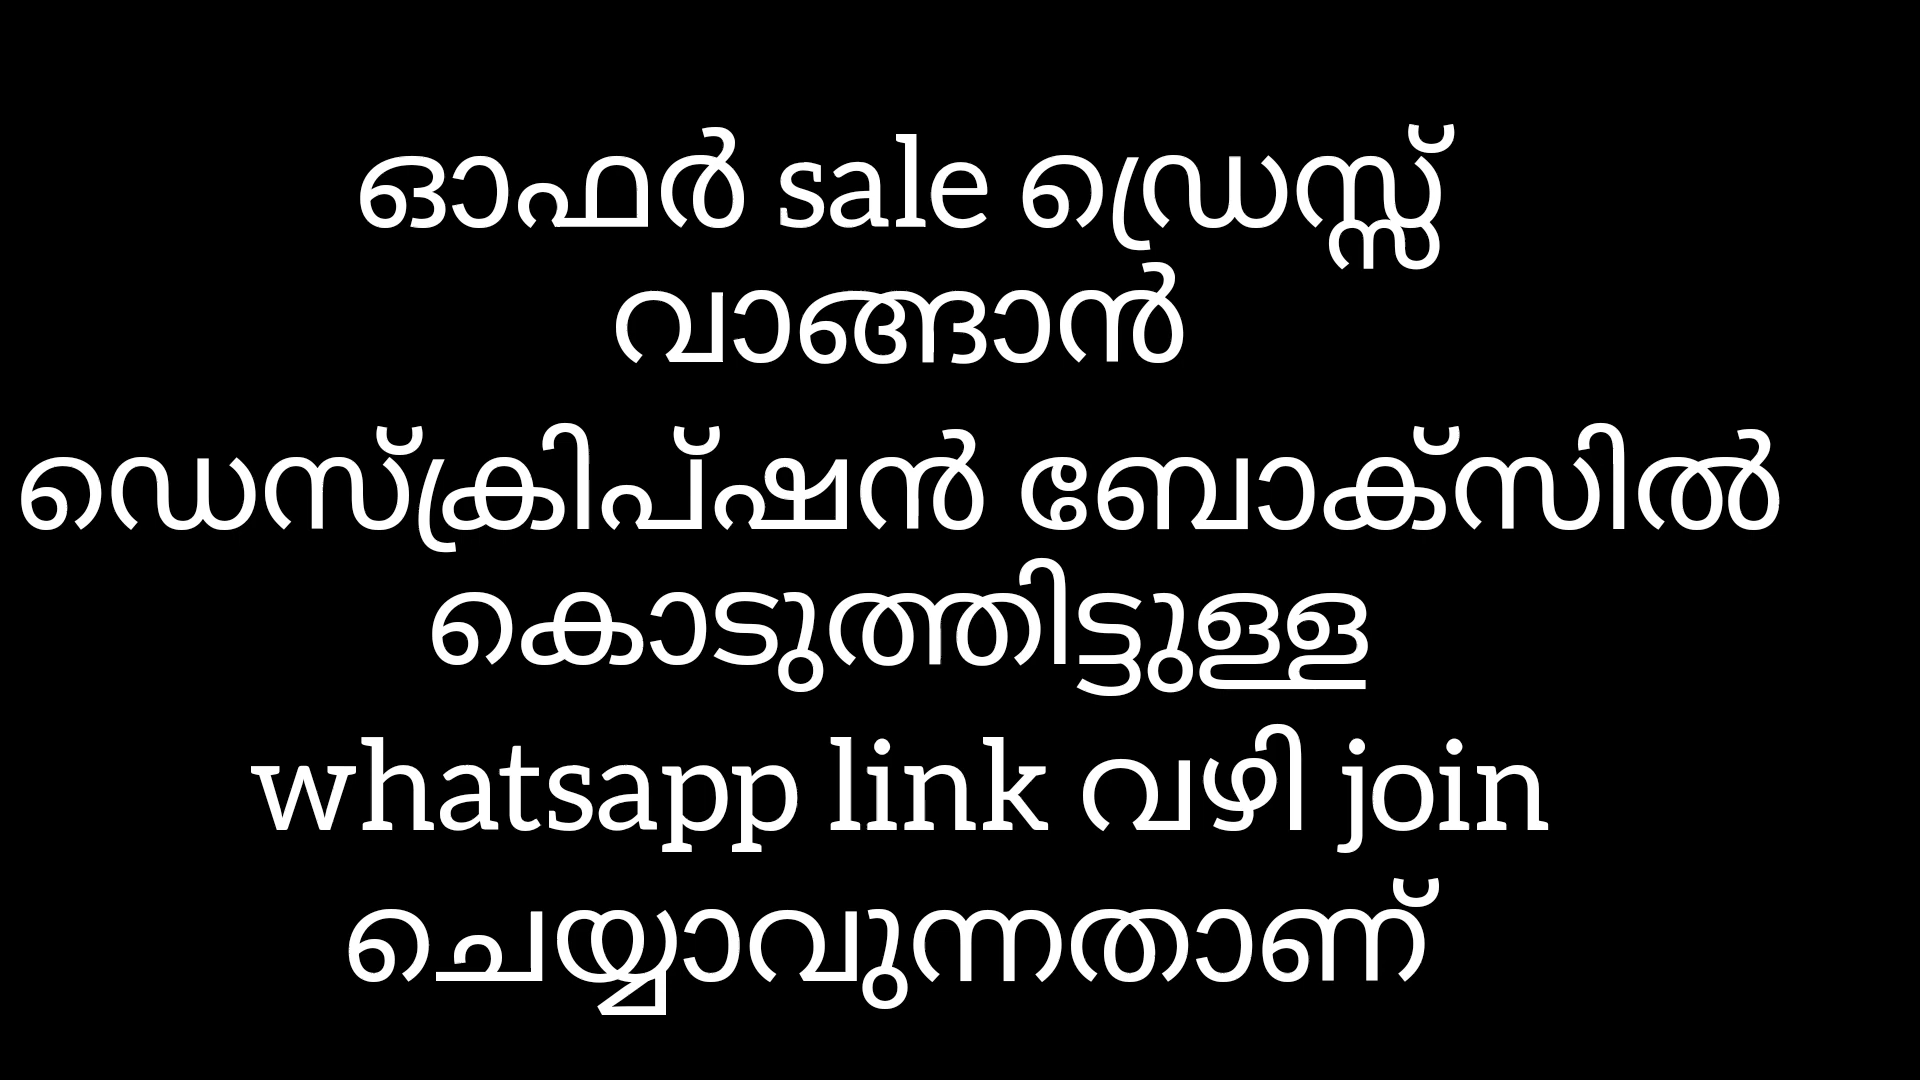 ഓഫർ sale ഡ്രെസ്സ്
വാങ്ങാൻ
ഡെസ്ക്രിപ്ഷൻ ബോക്സിൽ
കൊടുത്തിട്ടുള്ള
whatsapp link വഴി join
ചെയ്യാവുന്നതാണ്